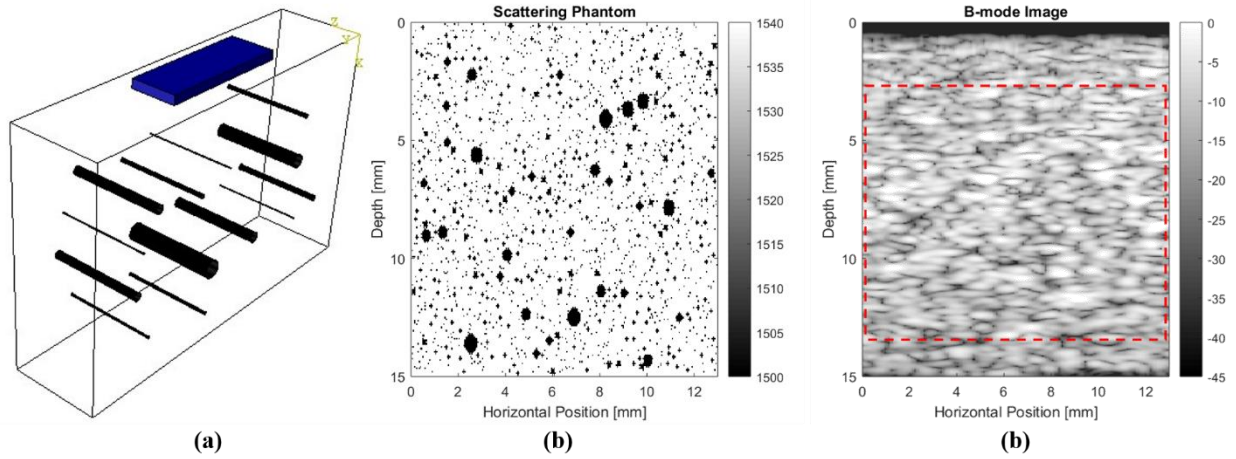 Z
Y
X
(a)
Scattering Phantom
0
5
10
15
0 2 4 6 8 10 12
Depth [mm]
Horizontal Position [mm]
1540
1535
1530
1525
1520
1515
1510
1505
1500
(b)
B-mode Image
0
5
10
15
0 2 4 6 8 10 12
Depth [mm]
Horizontal Position [mm]
0
-5
-10
-15
-20
-25
-30
-35
-40
-45
(b)